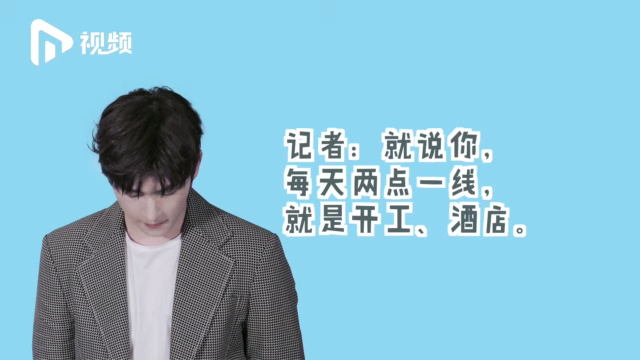 视频
记者：就说你，
每天两点一线，
就是开工、酒店。